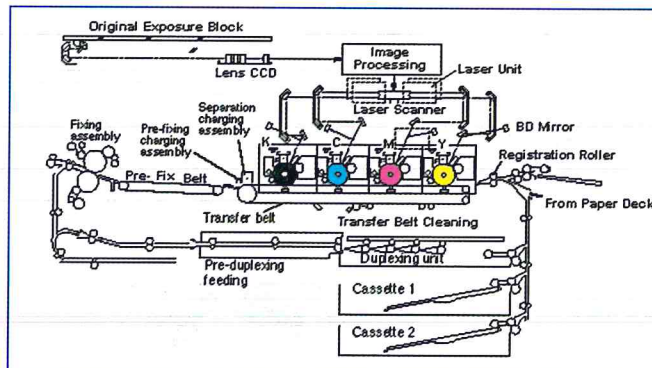 Original Exposure Block
Image
Processing
Lens CCD
Laser Unit
Laser Scanner
Separation
charging
assembly
Fixing
assembly
Pre-fixing
charging
assembly
K
C
M
Y
BD Mirror
Registration Roller
Pre- Fix Belt
From Paper Deck
Transfer belt
Transfer Belt Cleaning
Pre-duplexing
feeding
Duplexing unit
Cassette 1
Cassette 2